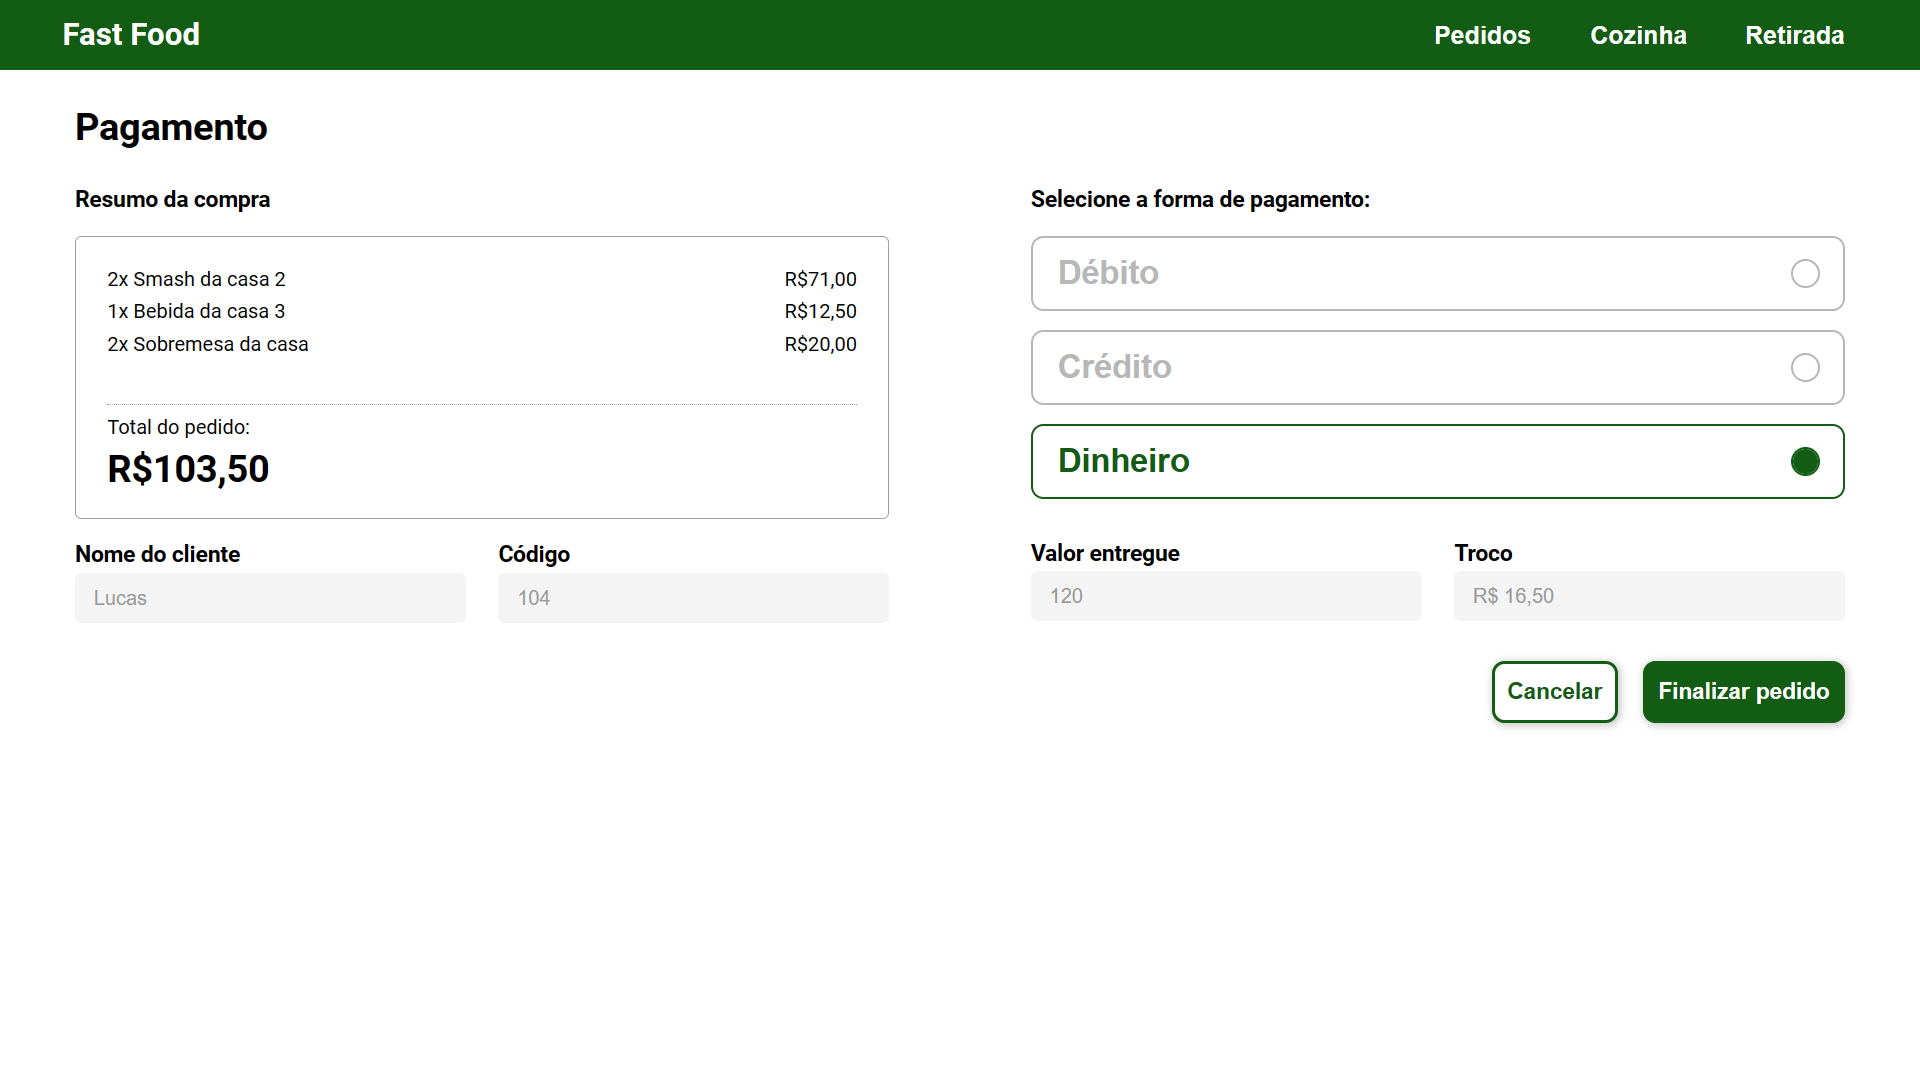 Fast Food
Pedidos
Cozinha
Retirada
Pagamento
Resumo da compra
2x Smash da casa 2 R$71,00
1x Bebida da casa 3 R$12,50
2x Sobremesa da casa R$20,00
Total do pedido:
R$103,50
Nome do cliente
Lucas
Código
104
Selecione a forma de pagamento:
Débito
Crédito
Dinheiro
Valor entregue
120
Troco
R$ 16,50
Cancelar
Finalizar pedido